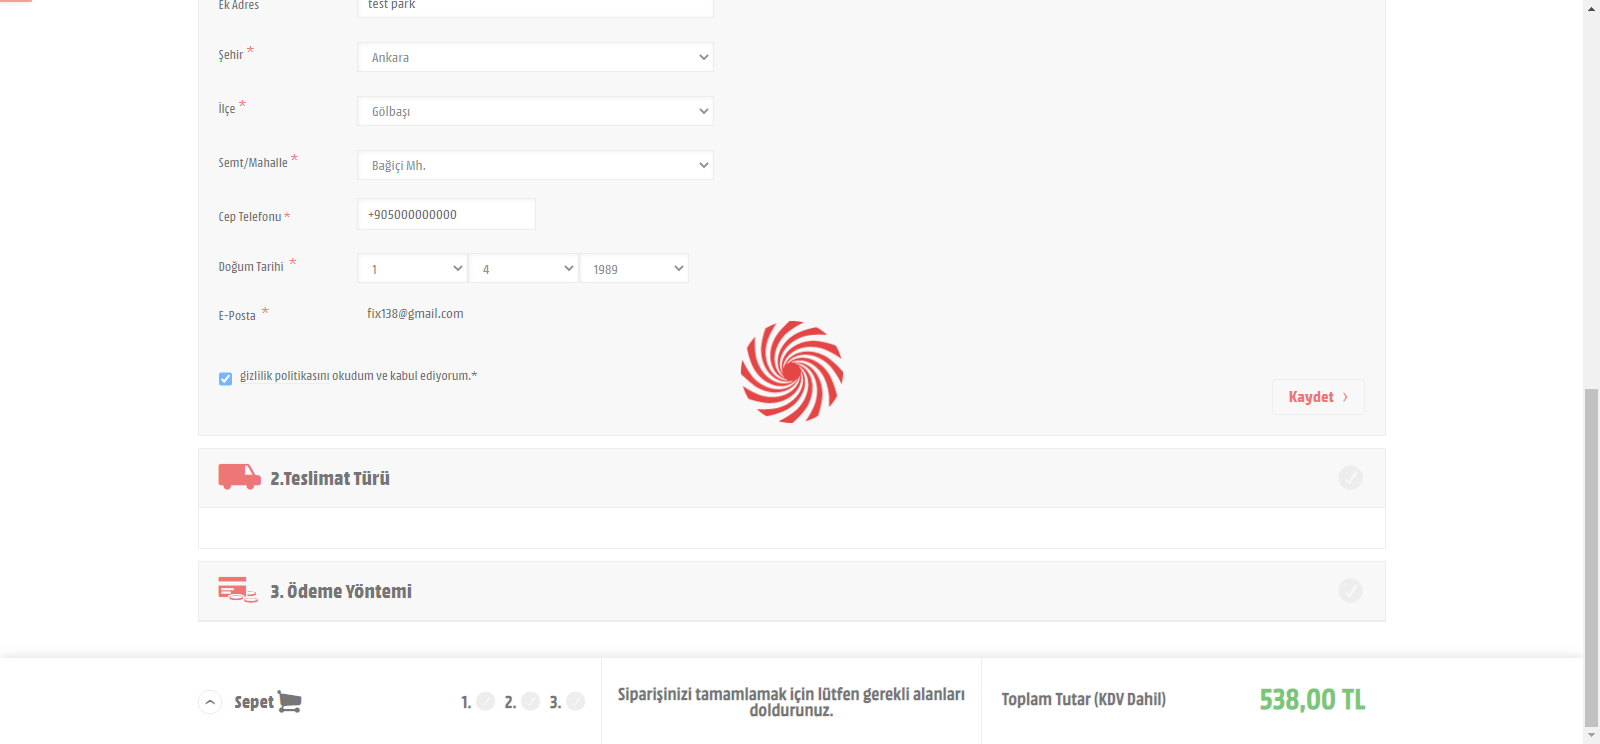 Ek Adres
test park
Şehir *
Ankara
İlçe *
Gölbaşı
Semt/Mahalle *
Bağiçi Mh.
Cep Telefonu *
+905000000000
Doğum Tarihi *
1 4 1989
E-Posta *
fix138@gmail.com
gizlilik politikasını okudum ve kabul ediyorum.*
Kaydet
2.Teslimat Türü
3. Ödeme Yöntemi
Sepet
1. 2. 3.
Siparişinizi tamamlamak için lütfen gerekli alanları
doldurunuz.
Toplam Tutar (KDV Dahil)
538,00 TL